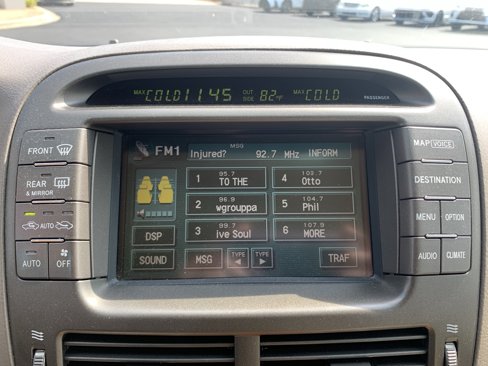 MAX COLD 11 45 OUT SIDE 82°F MAX COLD
PASSENGER
FRONT
REAR
& MIRROR
AUTO
AUTO OFF
FM1
MSG
Injured? 92.7 MHz INFORM
1 95.7 TO THE
4 103.7 Otto
2 96.9 wgrouppa
5 104.7 Phil
3 99.7 ive Soul
6 107.9 MORE
DSP
SOUND MSG TYPE ◀ TYPE ▶ TRAF
MAP VOICE
DESTINATION
MENU OPTION
AUDIO CLIMATE